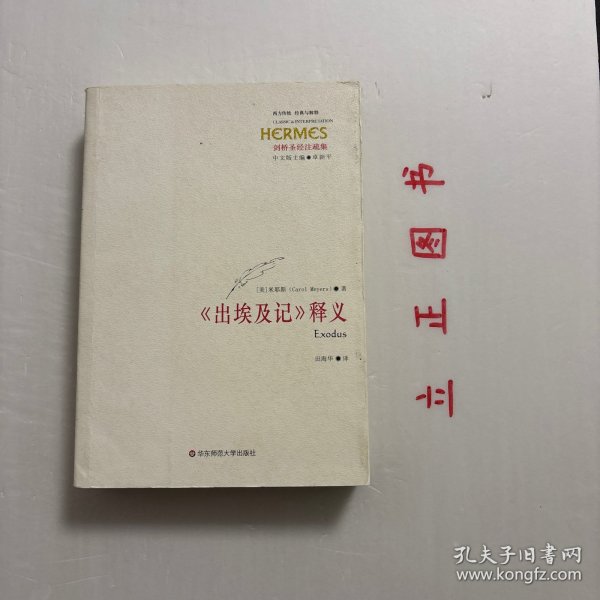 西方传统 经典与解释
CLASSIC & INTERPRETATION
HERMES
剑桥圣经注疏集
中文版主编●卓新平
[美]米耶斯（Carol Meyers）●著
《出埃及记》释义
Exodus
田海华●译
华东师范大学出版社
立正图书
孔夫子旧书网
www.kongfz.com